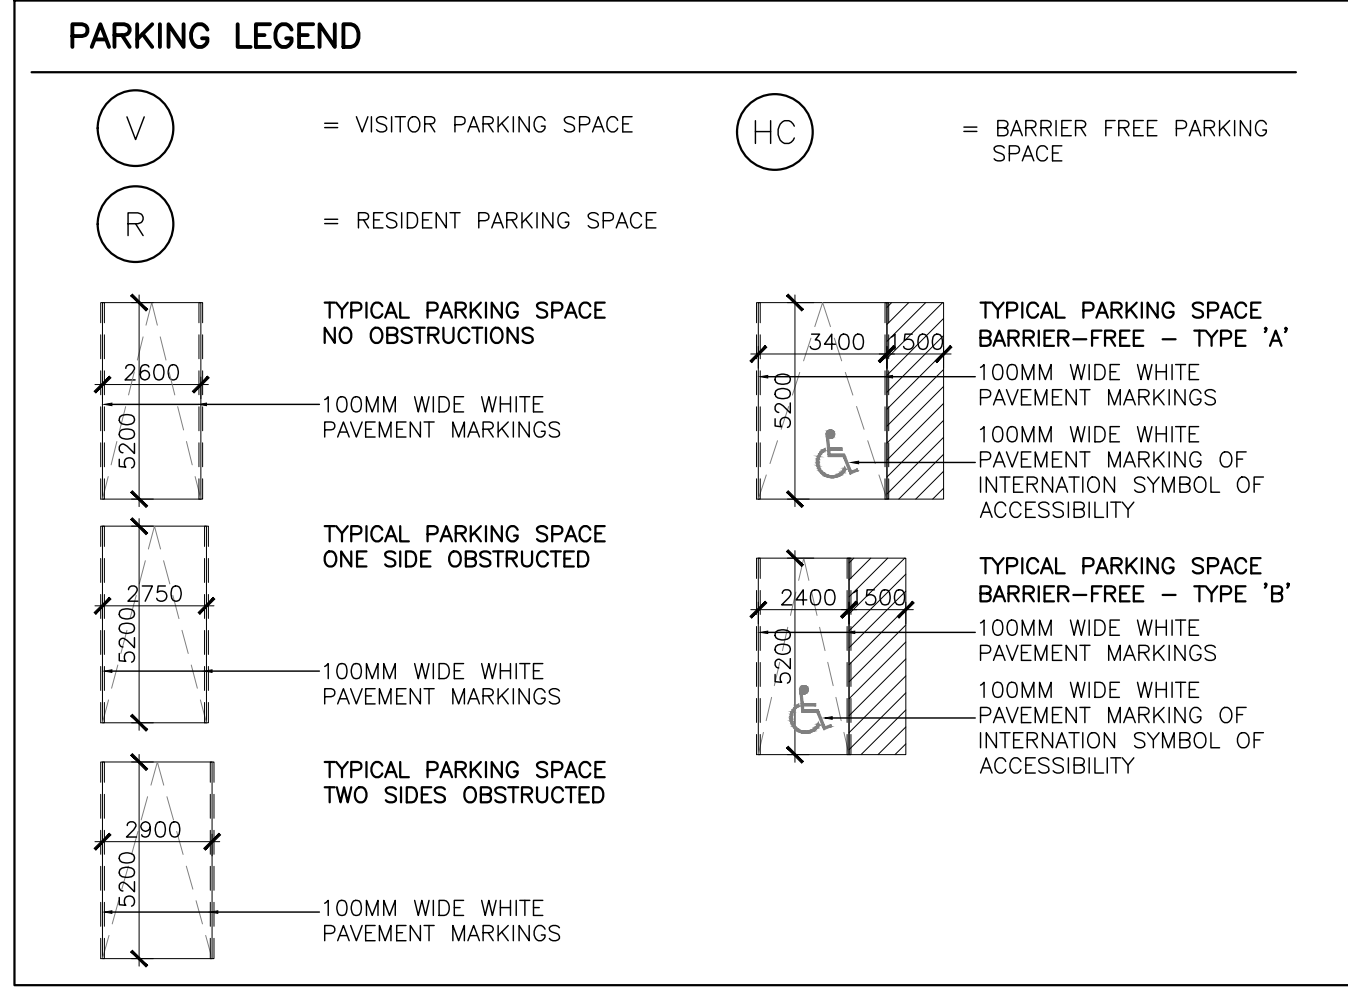 PARKING LEGEND
V
= VISITOR PARKING SPACE
HC
= BARRIER FREE PARKING
SPACE
R
= RESIDENT PARKING SPACE
TYPICAL PARKING SPACE
NO OBSTRUCTIONS
2600
5200
100MM WIDE WHITE
PAVEMENT MARKINGS
TYPICAL PARKING SPACE
ONE SIDE OBSTRUCTED
2750
5200
100MM WIDE WHITE
PAVEMENT MARKINGS
TYPICAL PARKING SPACE
TWO SIDES OBSTRUCTED
2900
5200
100MM WIDE WHITE
PAVEMENT MARKINGS
TYPICAL PARKING SPACE
BARRIER-FREE - TYPE 'A'
3400
1500
5200
100MM WIDE WHITE
PAVEMENT MARKINGS
100MM WIDE WHITE
PAVEMENT MARKING OF
INTERNATION SYMBOL OF
ACCESSIBILITY
TYPICAL PARKING SPACE
BARRIER-FREE - TYPE 'B'
2400
1500
5200
100MM WIDE WHITE
PAVEMENT MARKINGS
100MM WIDE WHITE
PAVEMENT MARKING OF
INTERNATION SYMBOL OF
ACCESSIBILITY